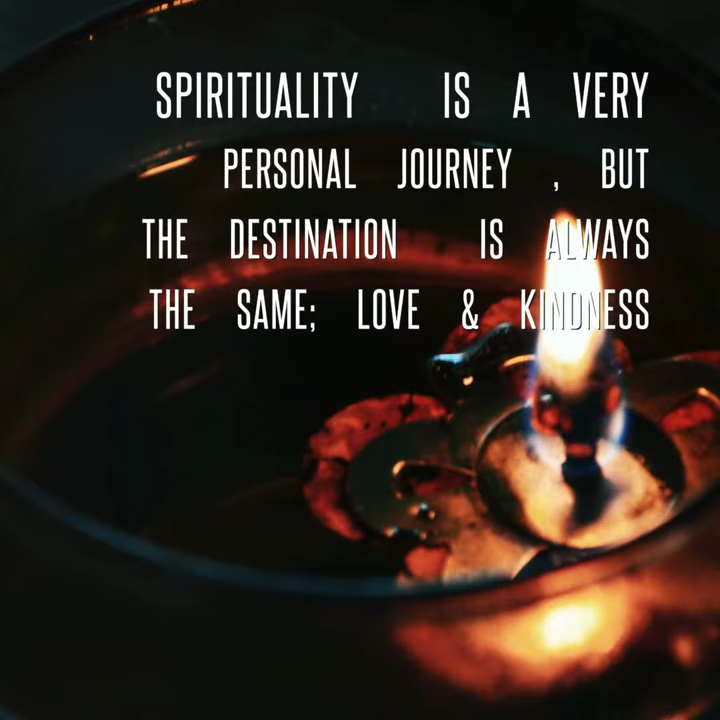 SPIRITUALITY IS A VERY
PERSONAL JOURNEY , BUT
THE DESTINATION IS ALWAYS
THE SAME; LOVE & KINDNESS